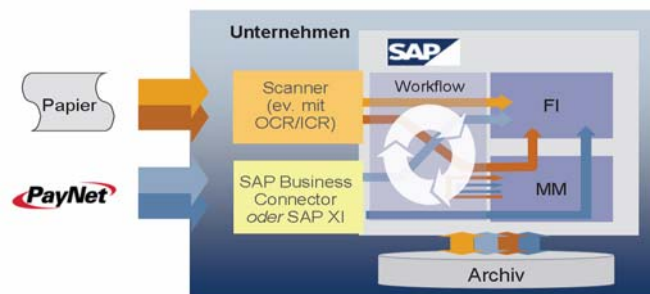 Unternehmen
SAP
Papier
Scanner
(ev. mit
OCR/ICR)
Workflow
FI
PayNet
SAP Business
Connector
oder SAP XI
MM
Archiv